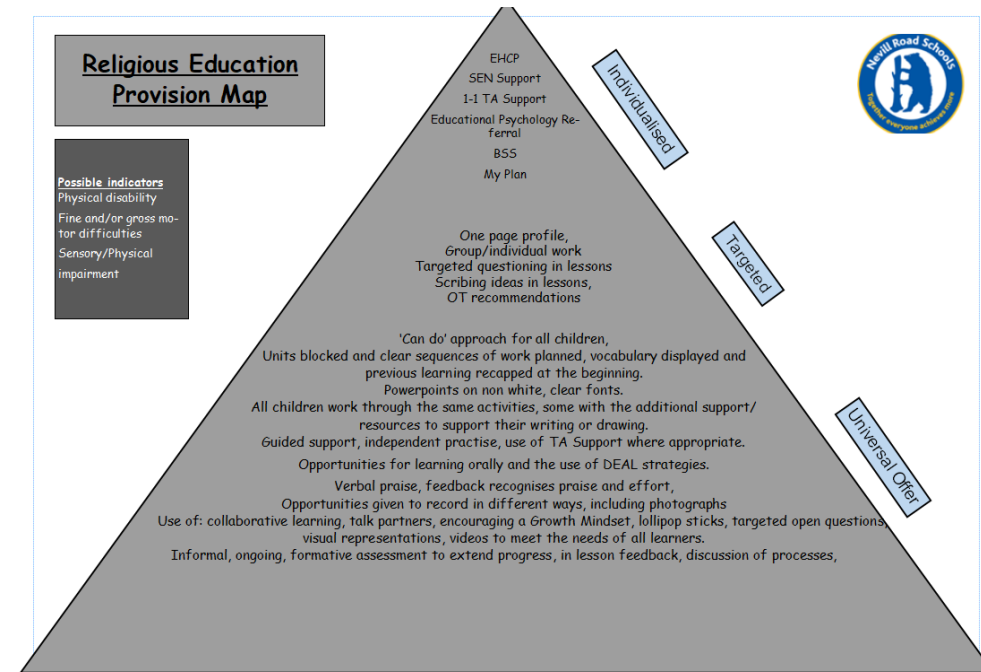 Religious Education
Provision Map
Possible indicators
Physical disability
Fine and/or gross mo-
tor difficulties
Sensory/Physical
impairment
EHCP
SEN Support
1-1 TA Support
Educational Psychology Re-
ferral
BSS
My Plan
Individualised
Nevill Road Schools
Together everyone achieves more
One page profile,
Group/individual work
Targeted questioning in lessons
Scribing ideas in lessons,
OT recommendations
Targeted
'Can do' approach for all children,
Units blocked and clear sequences of work planned, vocabulary displayed and
previous learning recapped at the beginning.
Powerpoints on non white, clear fonts.
All children work through the same activities, some with the additional support/
resources to support their writing or drawing.
Guided support, independent practise, use of TA Support where appropriate.
Opportunities for learning orally and the use of DEAL strategies.
Verbal praise, feedback recognises praise and effort,
Opportunities given to record in different ways, including photographs
Use of: collaborative learning, talk partners, encouraging a Growth Mindset, lollipop sticks, targeted open questions,
visual representations, videos to meet the needs of all learners.
Informal, ongoing, formative assessment to extend progress, in lesson feedback, discussion of processes,
Universal Offer